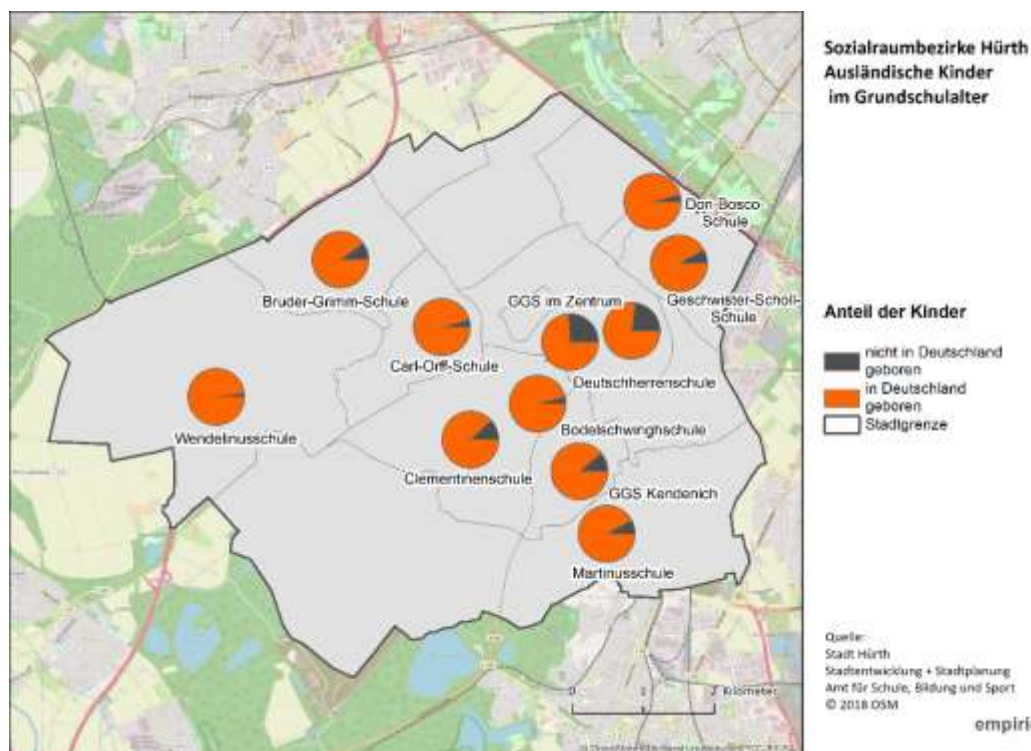 Sozialraumbezirke Hürth
Ausländische Kinder
im Grundschulalter
Don-Bosco-
Schule
Bruder-Grimm-Schule
GGS im Zentrum
Geschwister-Scholl-
Schule
Carl-Orff-Schule
Deutschherrenschule
Wendelinusschule
Bodelschwinghschule
Clementinenschule
GGS Kendenich
Martinusschule
Anteil der Kinder
nicht in Deutschland
geboren
in Deutschland
geboren
Stadtgrenze
Kilometer
Quelle:
Stadt Hürth
Stadtentwicklung + Stadtplanung
Amt für Schule, Bildung und Sport
© 2018 OSM
empiri